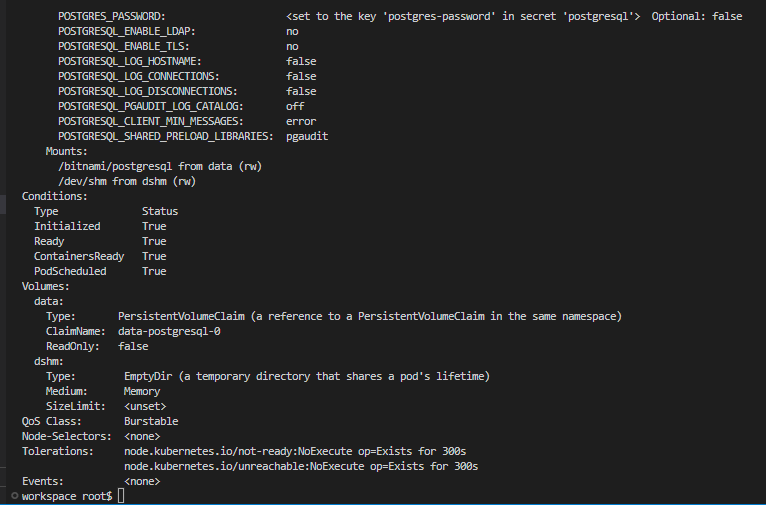 POSTGRES_PASSWORD: <set to the key 'postgres-password' in secret 'postgresql'> Optional: false
POSTGRESQL_ENABLE_LDAP: no
POSTGRESQL_ENABLE_TLS: no
POSTGRESQL_LOG_HOSTNAME: false
POSTGRESQL_LOG_CONNECTIONS: false
POSTGRESQL_LOG_DISCONNECTIONS: false
POSTGRESQL_PGAUDIT_LOG_CATALOG: off
POSTGRESQL_CLIENT_MIN_MESSAGES: error
POSTGRESQL_SHARED_PRELOAD_LIBRARIES: pgaudit
Mounts:
/bitnami/postgresql from data (rw)
/dev/shm from dshm (rw)
Conditions:
Type Status
Initialized True
Ready True
ContainersReady True
PodScheduled True
Volumes:
data:
Type: PersistentVolumeClaim (a reference to a PersistentVolumeClaim in the same namespace)
ClaimName: data-postgresql-0
ReadOnly: false
dshm:
Type: EmptyDir (a temporary directory that shares a pod's lifetime)
Medium: Memory
SizeLimit: <unset>
QoS Class: Burstable
Node-Selectors: <none>
Tolerations: node.kubernetes.io/not-ready:NoExecute op=Exists for 300s
node.kubernetes.io/unreachable:NoExecute op=Exists for 300s
Events: <none>
workspace root$